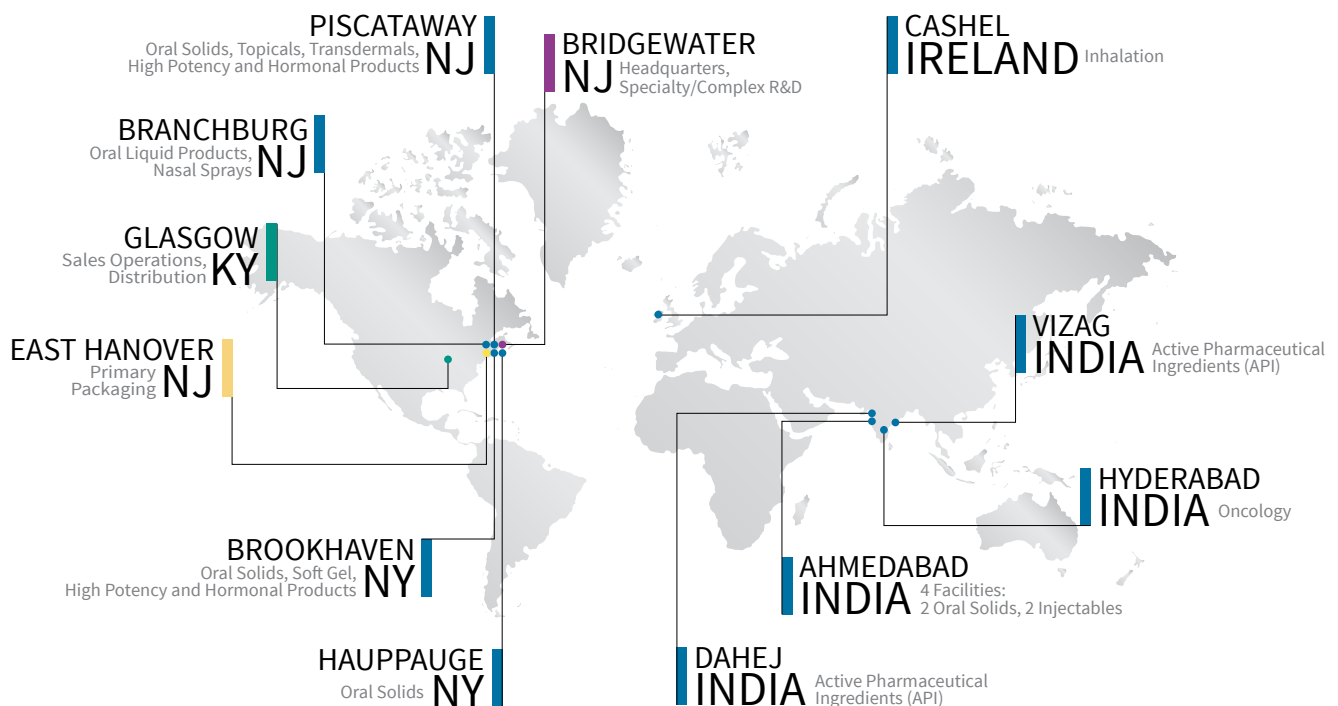 PISCATAWAY
Oral Solids, Topicals, Transdermals,
High Potency and Hormonal Products
NJ
BRIDGEWATER
NJ
Headquarters,
Specialty/Complex R&D
CASHEL
IRELAND
Inhalation
BRANCHBURG
Oral Liquid Products,
Nasal Sprays
NJ
GLASGOW
Sales Operations,
Distribution
KY
EAST HANOVER
Primary
Packaging
NJ
VIZAG
INDIA
Active Pharmaceutical
Ingredients (API)
HYDERABAD
INDIA
Oncology
BROOKHAVEN
Oral Solids, Soft Gel,
High Potency and Hormonal Products
NY
AHMEDABAD
INDIA
4 Facilities:
2 Oral Solids, 2 Injectables
HAUPPAUGE
Oral Solids
NY
DAHEJ
INDIA
Active Pharmaceutical
Ingredients (API)